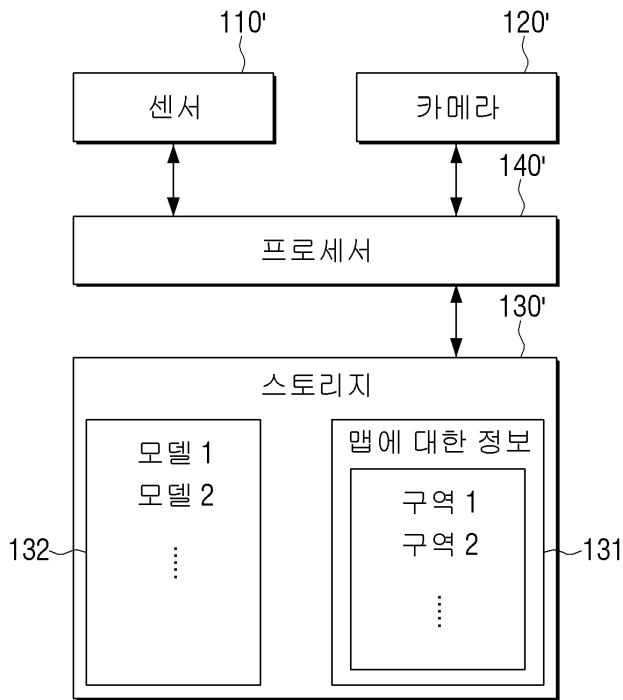 110'
120'
센서
카메라
140'
프로세서
130'
스토리지
모델 1
모델 2
132
맵에 대한 정보
구역 1
구역 2
131